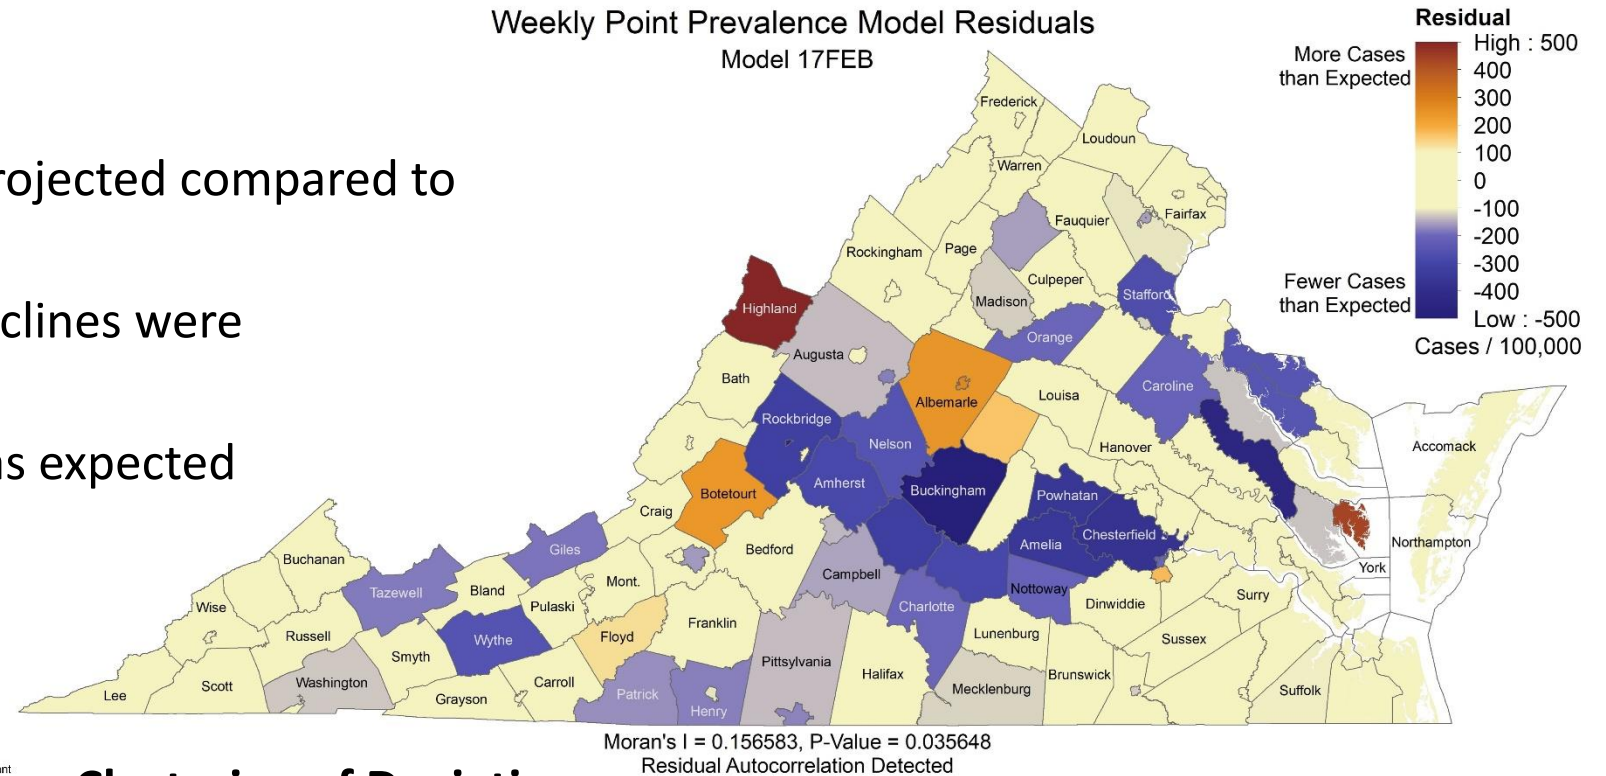 Weekly Point Prevalence Model Residuals
Model 17FEB
Residual
High : 500
400
300
200
100
0
-100
-200
-300
-400
Low : -500
Cases / 100,000
More Cases
than Expected
Fewer Cases
than Expected
rojected compared to
clines were
as expected
Frederick
Loudoun
Warren
Fairfax
Fauquier
Page
Rockingham
Culpeper
Madison
Stafford
Highland
Orange
Augusta
Bath
Caroline
Albemarle
Louisa
Rockbridge
Nelson
Hanover
Accomack
Amherst
Buckingham
Powhatan
Botetourt
Craig
Chesterfield
Northampton
Amelia
Bedford
Giles
Buchanan
York
Campbell
Mont.
Bland
Tazewell
Nottoway
Surry
Dinwiddie
Pulaski
Wise
Charlotte
Franklin
Floyd
Lunenburg
Russell
Wythe
Sussex
Smyth
Pittsylvania
Halifax
Brunswick
Carroll
Washington
Scott
Mecklenburg
Suffolk
Lee
Grayson
Patrick
Henry
Moran's I = 0.156583, P-Value = 0.035648
Residual Autocorrelation Detected
ant